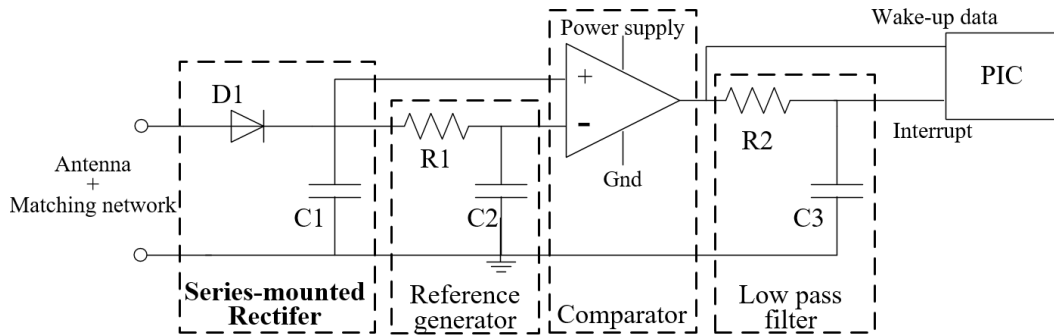 Power supply
Wake-up data
D1
+
PIC
R1
-
R2
Interrupt
Antenna
+
Matching network
Gnd
C1
C2
C3
Series-mounted
Rectifer
Reference
generator
Comparator
Low pass
filter